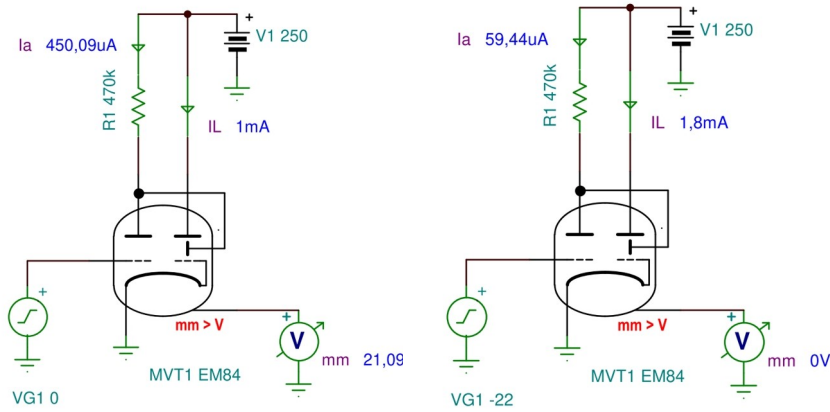 +
V1 250
Ia 450,09uA
R1 470k
IL 1mA
+
mm > V
+
V
mm 21,09
MVT1 EM84
VG1 0
+
V1 250
Ia 59,44uA
R1 470k
IL 1,8mA
+
mm > V
+
V
mm 0V
MVT1 EM84
VG1 -22